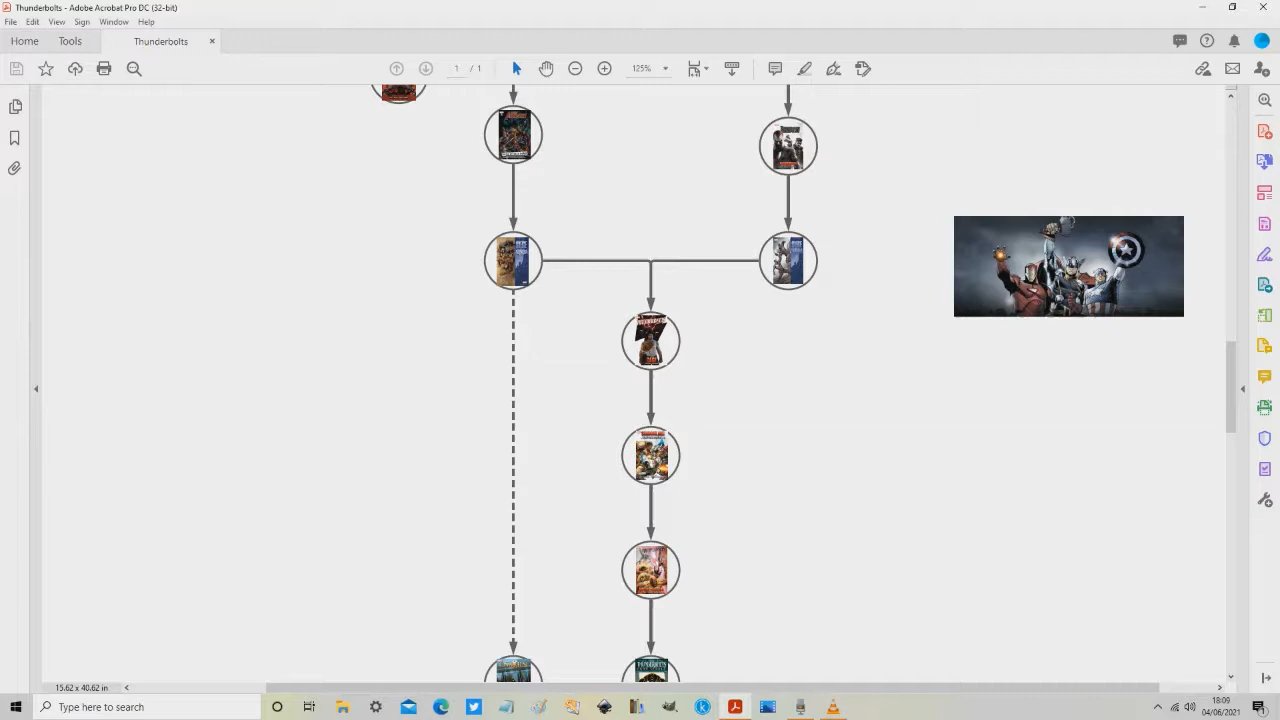 Thunderbolts - Adobe Acrobat Pro DC (32-bit)
File Edit View Sign Window Help
Home Tools Thunderbolts
1 / 1 125%
15.62 x 40.62 in
Type here to search
18:09
04/06/2021